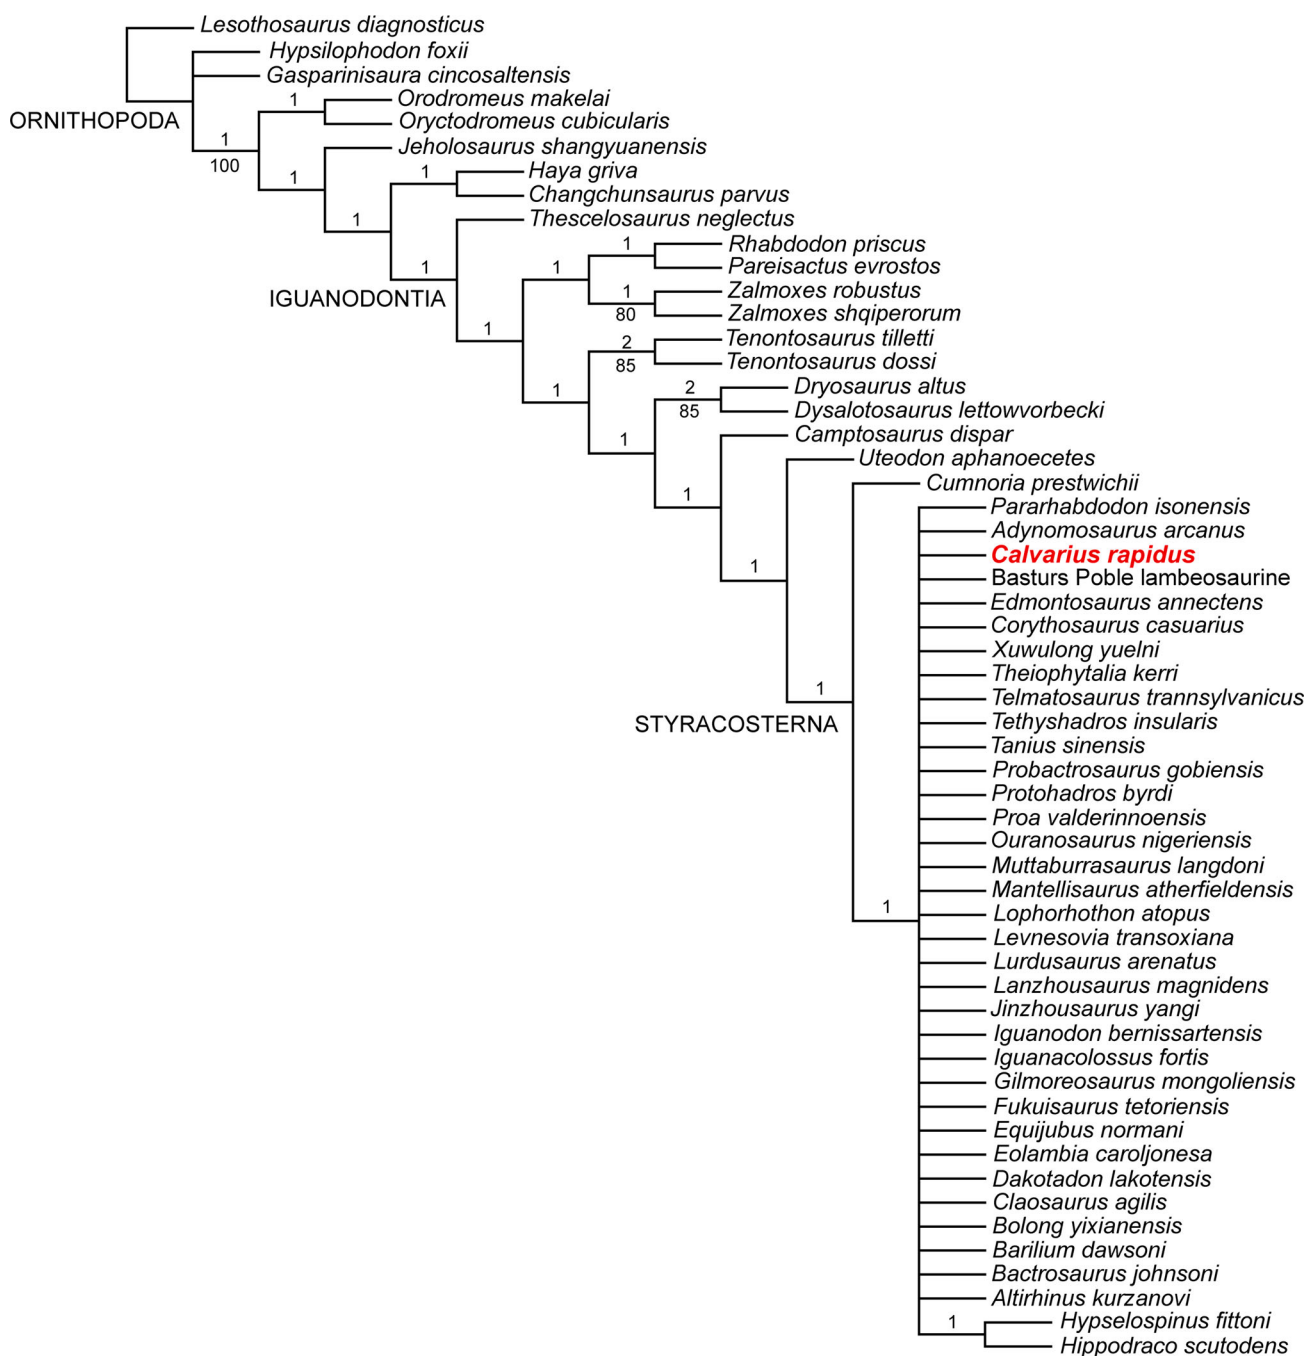 Lesothosaurus diagnosticus
Hypsilophodon foxii
Gasparinisaura cincosaltensis
1
Orodromeus makelai
ORNITHOPODA
Oryctodromeus cubicularis
1
100
Jeholosaurus shangyuanensis
1
1
Haya griva
Changchunsaurus parvus
1
Thescelosaurus neglectus
1
Rhabdodon priscus
1
1
Pareisactus evrostos
IGUANODONTIA
1
Zalmoxes robustus
80
Zalmoxes shqiperorum
1
2
Tenontosaurus tilletti
85
Tenontosaurus dossi
1
2
Dryosaurus altus
85
Dysalotosaurus lettowvorbecki
1
Camptosaurus dispar
Uteodon aphanoecetes
1
Cumnoria prestwichii
Pararhabdodon isonensis
Adynomosaurus arcanus
Calvarius rapidus
1
Basturs Poble lambeosaurine
Edmontosaurus annectens
Corythosaurus casuarius
Xuwulong yuelni
Theiophytalia kerri
1
Telmatosaurus trannsylvanicus
STYRACOSTERNA
Tethyshadros insularis
Tanius sinensis
Probactrosaurus gobiensis
Protohadros byrdi
Proa valderinnoensis
Ouranosaurus nigeriensis
Muttaburrasaurus langdoni
Mantellisaurus atherfieldensis
1
Lophorhothon atopus
Levnesovia transoxiana
Lurdusaurus arenatus
Lanzhousaurus magnidens
Jinzhousaurus yangi
Iguanodon bernissartensis
Iguanacolossus fortis
Gilmoreosaurus mongoliensis
Fukuisaurus tetoriensis
Equijubus normani
Eolambia caroljonesa
Dakotadon lakotensis
Claosaurus agilis
Bolong yixianensis
Barilium dawsoni
Bactrosaurus johnsoni
Altirhinus kurzanovi
1
Hypselospinus fittoni
Hippodraco scutodens